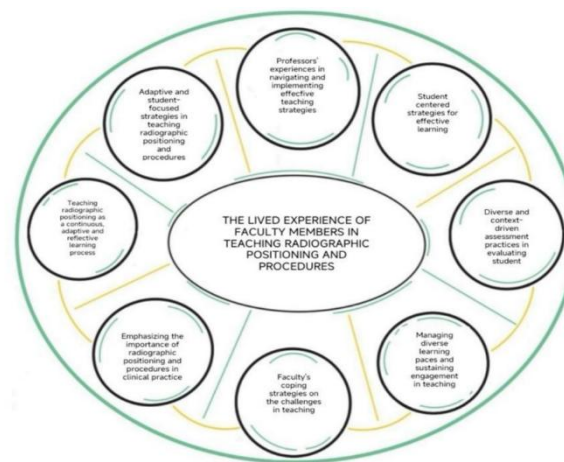 Professors'
experiences in
navigating and
implementing
effective
teaching
strategies
Student
centered
strategies for
effective
learning
Diverse and
context-
driven
assessment
practices in
evaluating
student
Managing
diverse
learning
paces and
sustaining
engagement
in teaching
Faculty's
coping
strategies on
the challenges
in teaching
Emphasizing the
importance of
radiographic
positioning and
procedures in
clinical practice
Teaching
radiographic
positioning as
a continuous,
adaptive and
reflective
learning
process
Adaptive and
student-
focused
strategies in
teaching
radiographic
positioning
and
procedures
THE LIVED EXPERIENCE OF
FACULTY MEMBERS IN
TEACHING RADIOGRAPHIC
POSITIONING AND
PROCEDURES